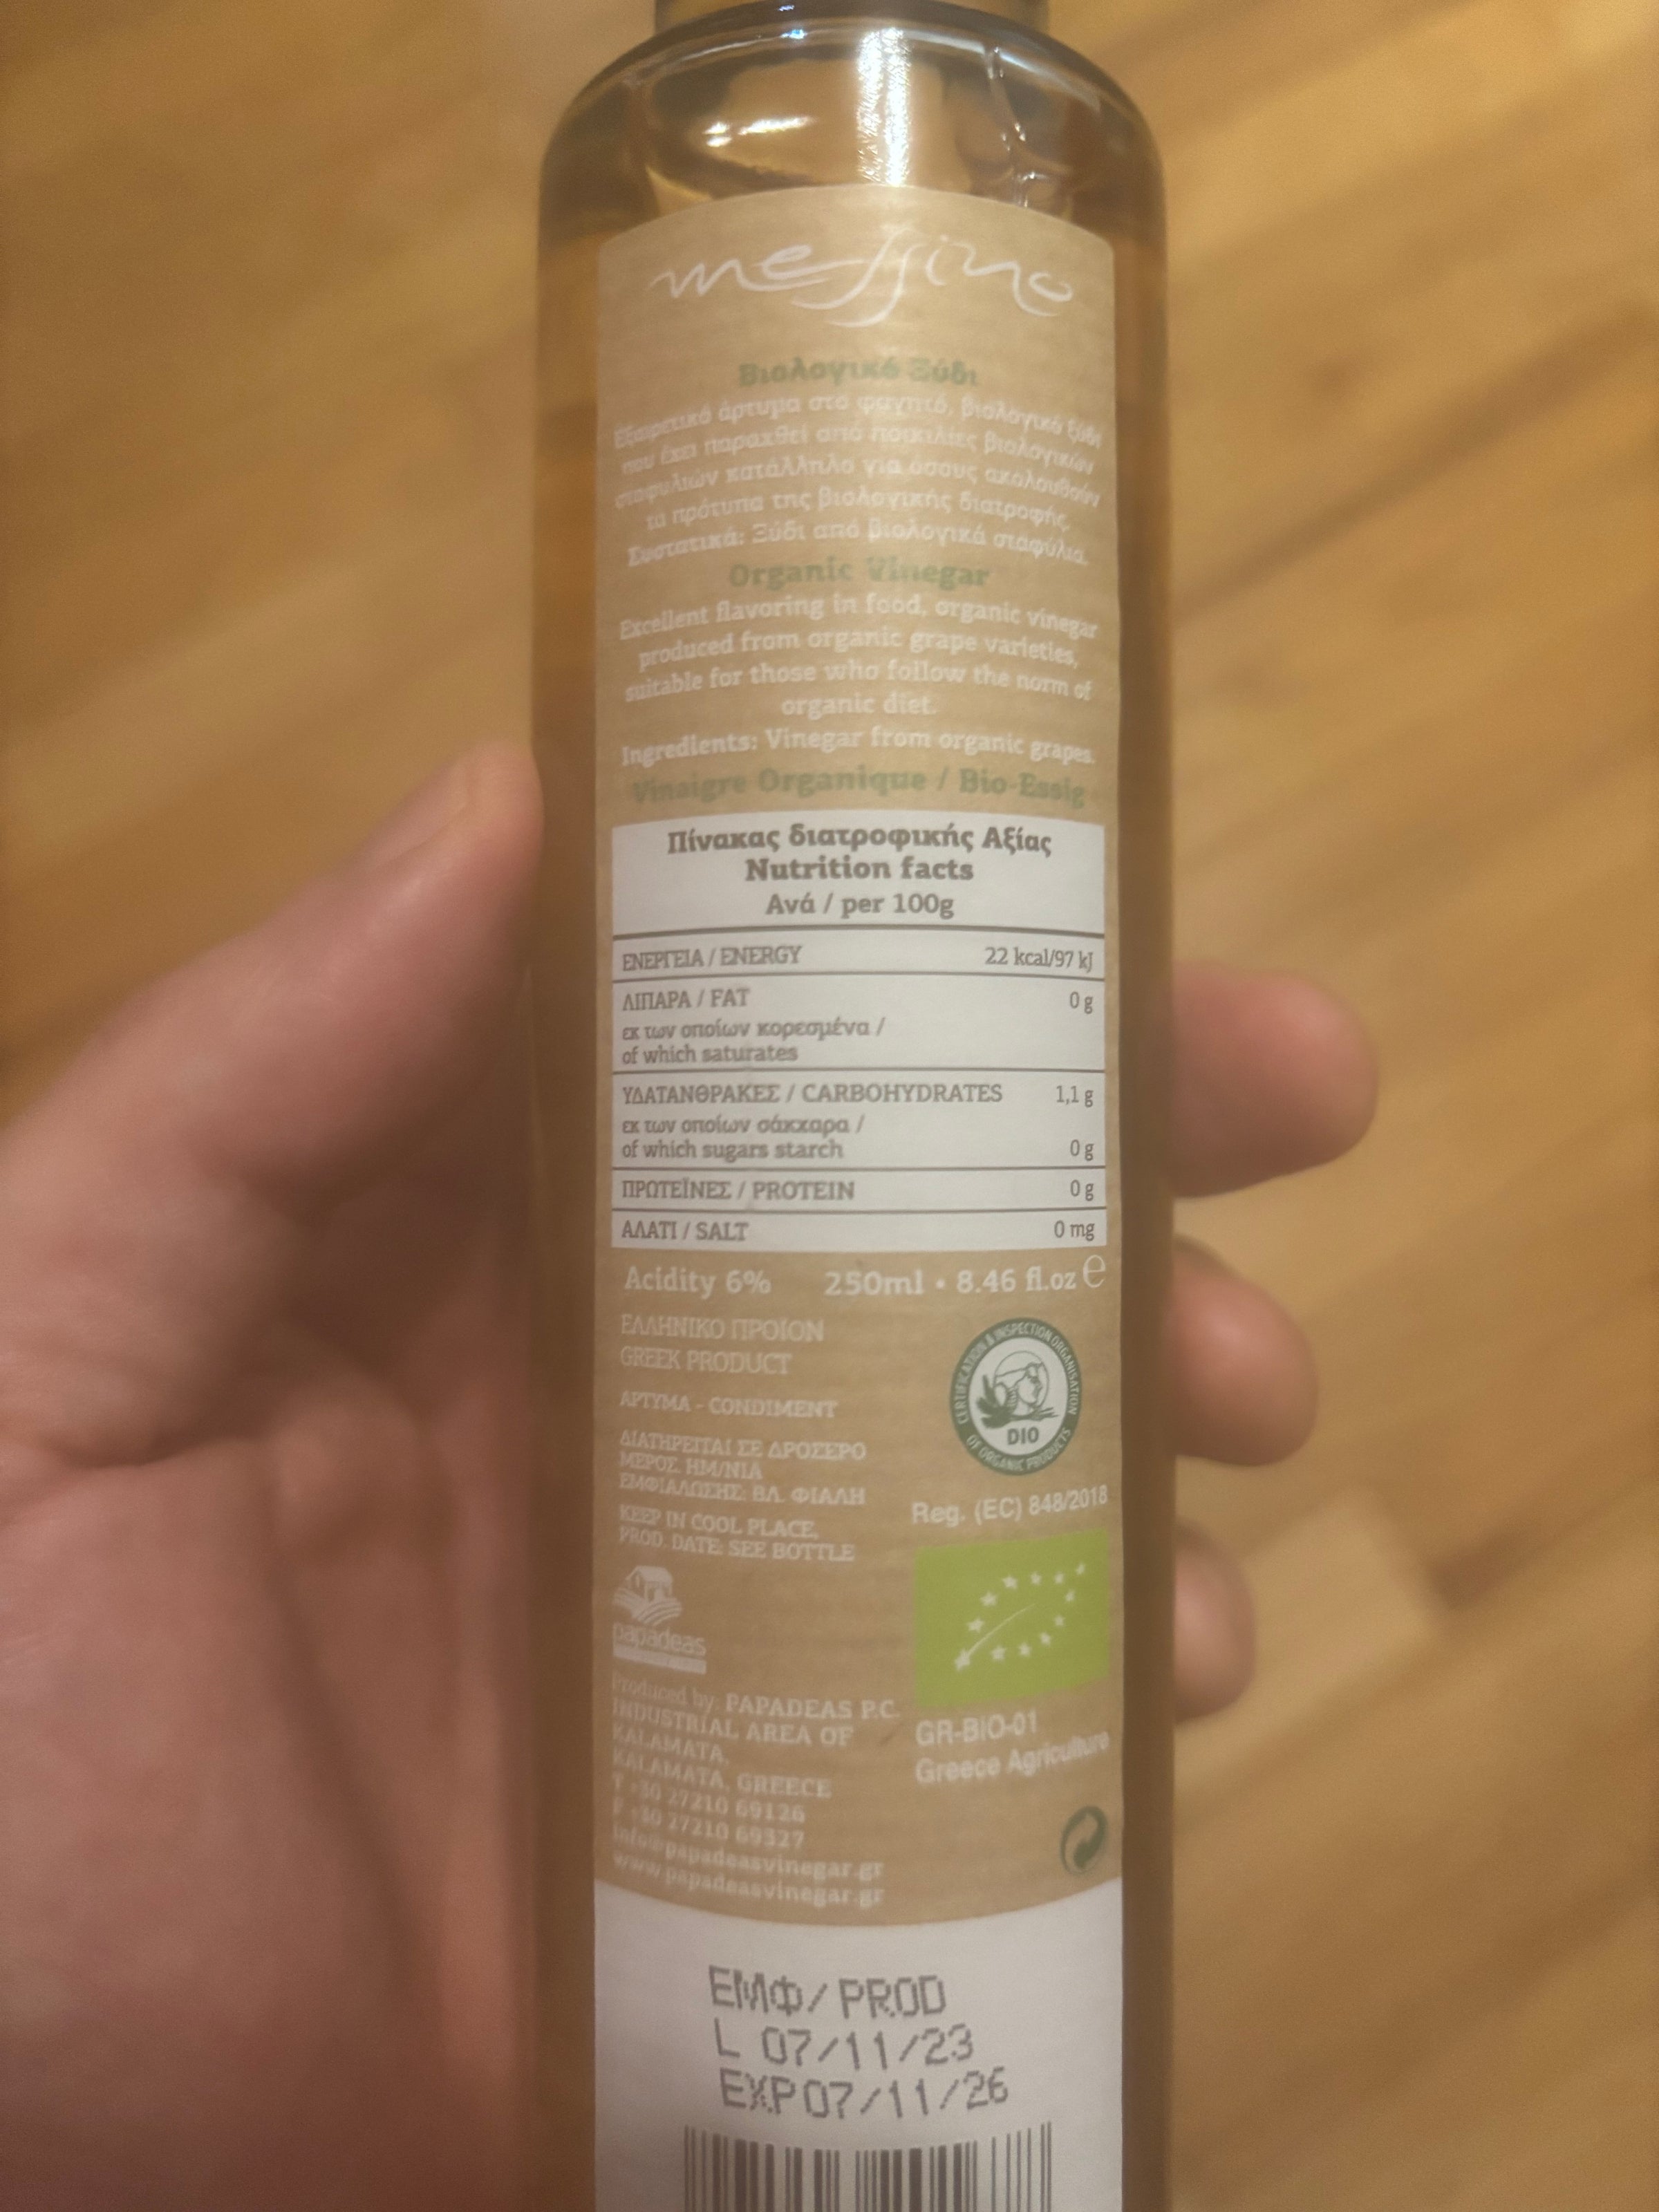 messino
Βιολογικό Ξύδι
Εξαιρετικό άρτυμα στο φαγητό, βιολογικό ξύδι
που έχει παραχθεί από ποικιλίες βιολογικών
σταφυλιών κατάλληλο για όσους ακολουθούν
τα πρότυπα της βιολογικής διατροφής.
Συστατικά: Ξύδι από βιολογικά σταφύλια.
Organic Vinegar
Excellent flavoring in food, organic vinegar
produced from organic grape varieties,
suitable for those who follow the norm of
organic diet.
Ingredients: Vinegar from organic grapes.
Vinaigre Organique / Bio-Essig
Πίνακας διατροφικής Αξίας
Nutrition facts
Ανά / per 100g
ΕΝΕΡΓΕΙΑ / ENERGY 22 kcal/97 kJ
ΛΙΠΑΡΑ / FAT 0 g
εκ των οποίων κορεσμένα /
of which saturates
ΥΔΑΤΑΝΘΡΑΚΕΣ / CARBOHYDRATES 1,1 g
εκ των οποίων σάκχαρα /
of which sugars starch 0 g
ΠΡΩΤΕΪΝΕΣ / PROTEIN 0 g
ΑΛΑΤΙ / SALT 0 mg
Acidity 6% 250ml • 8.46 fl.oz e
ΕΛΛΗΝΙΚΟ ΠΡΟΪΟΝ
GREEK PRODUCT
ΑΡΤΥΜΑ - CONDIMENT
ΔΙΑΤΗΡΕΙΤΑΙ ΣΕ ΔΡΟΣΕΡΟ
ΜΕΡΟΣ. ΗΜ/ΝΙΑ
ΕΜΦΙΑΛΩΣΗΣ: ΒΛ. ΦΙΑΛΗ
KEEP IN COOL PLACE.
PROD. DATE: SEE BOTTLE
CERTIFICATION & INSPECTION ORGANISATION
OF ORGANIC PRODUCTS
DIO
Reg. (EC) 848/2018
GR-BIO-01
Greece Agriculture
papadeas
Produced by: PAPADEAS P.C.
INDUSTRIAL AREA OF
KALAMATA,
KALAMATA, GREECE
T +30 27210 69126
F +30 27210 69327
info@papadeasvinegar.gr
www.papadeasvinegar.gr
ΕΜΦ/PROD
L 07/11/23
EXP07/11/26